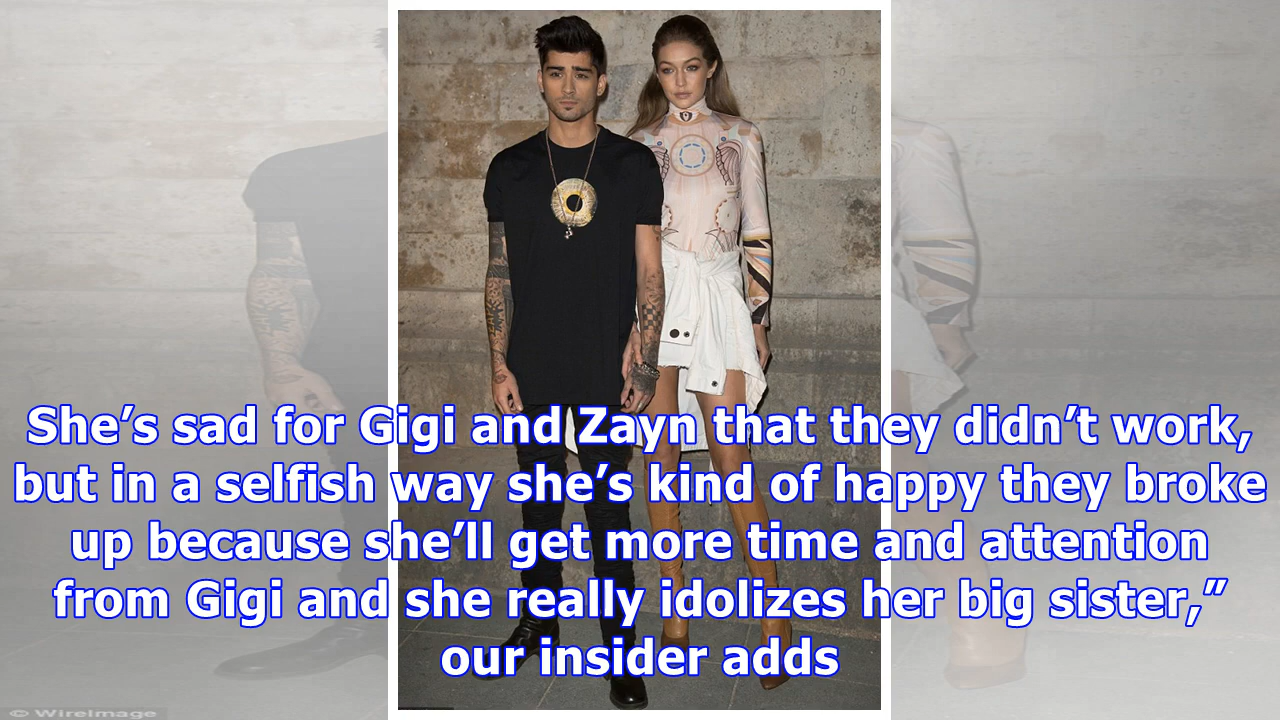 She’s sad for Gigi and Zayn that they didn’t work,
but in a selfish way she’s kind of happy they broke
up because she’ll get more time and attention
from Gigi and she really idolizes her big sister,”
our insider adds
© WireImage